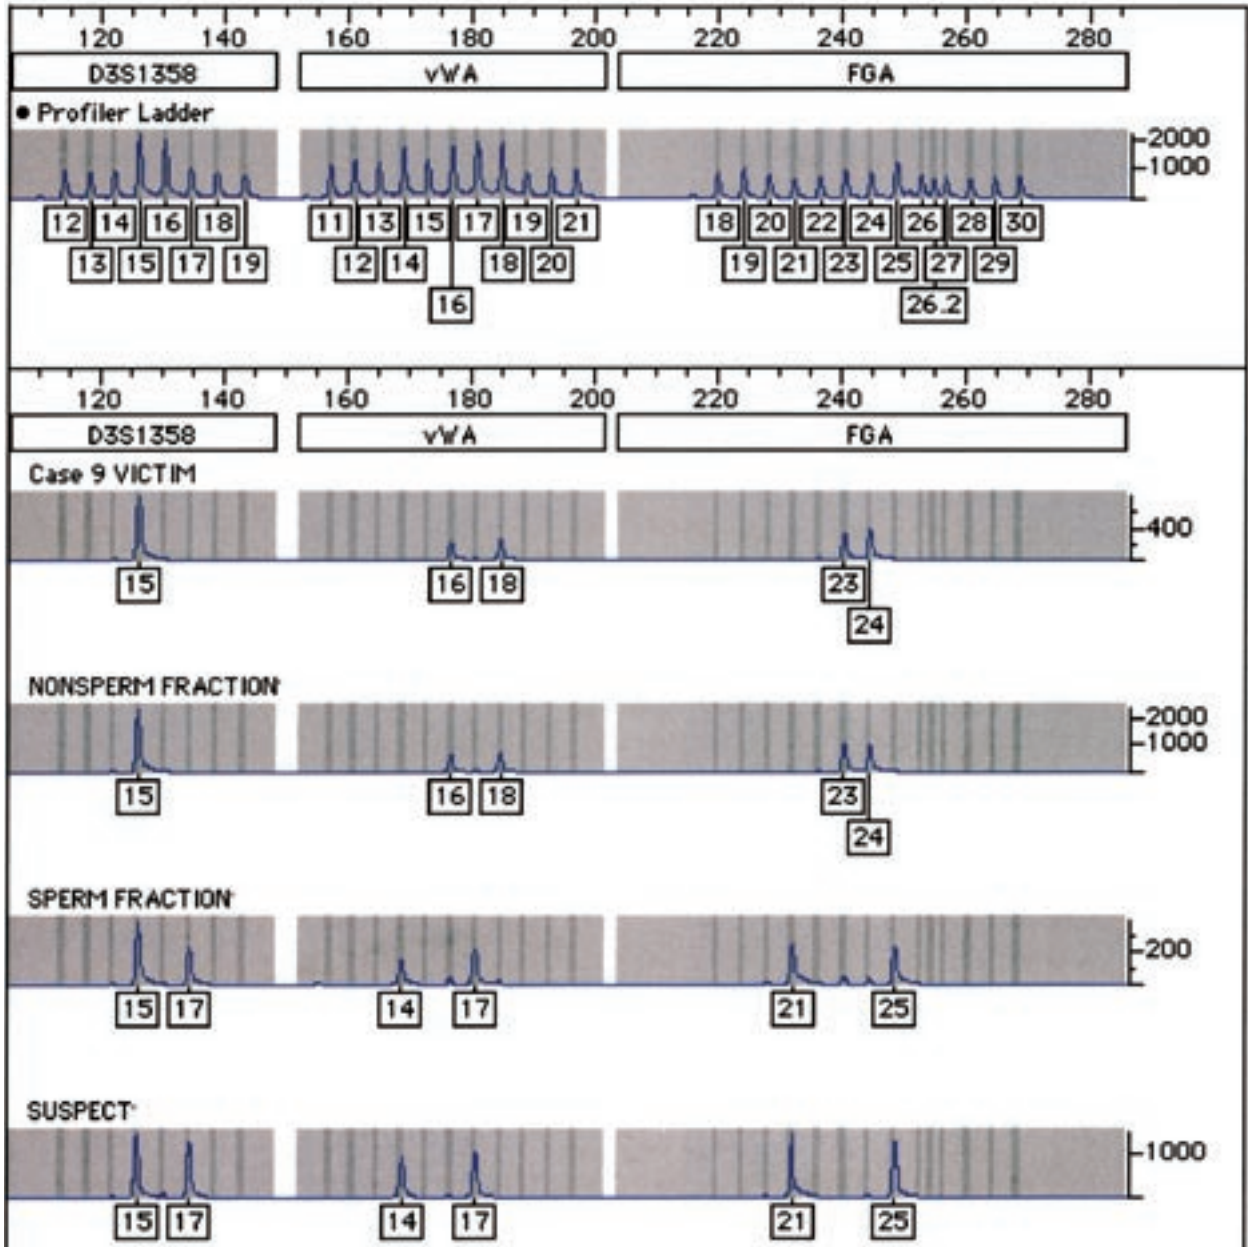 120 140 160 180 200 220 240 260 280
D3S1358 vWA FGA
● Profiler Ladder
2000
1000
12 14 16 18 11 13 15 17 19 21 18 20 22 24 26 28 30
13 15 17 19 12 14 18 20 19 21 23 25 27 29
16 26.2
120 140 160 180 200 220 240 260 280
D3S1358 vWA FGA
Case 9 VICTIM
400
15 16 18 23
24
NONSPERM FRACTION
2000
1000
15 16 18 23
24
SPERM FRACTION
200
15 17 14 17 21 25
SUSPECT
1000
15 17 14 17 21 25